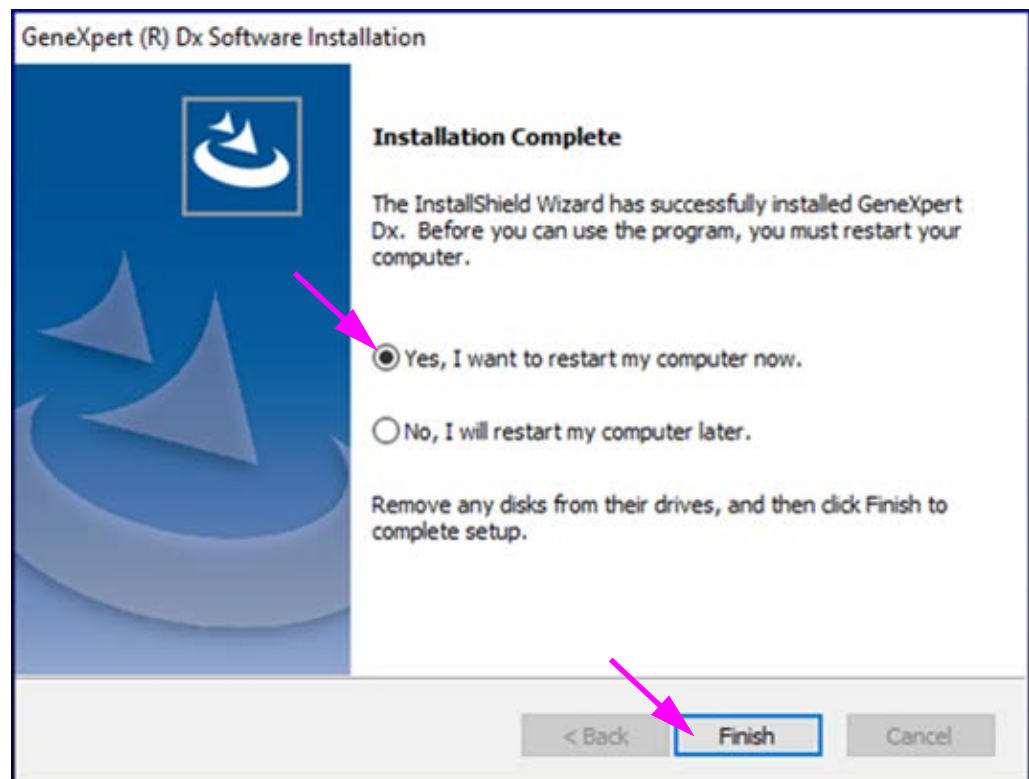 GeneXpert (R) Dx Software Installation
Installation Complete
The InstallShield Wizard has successfully installed GeneXpert
Dx.  Before you can use the program, you must restart your
computer.
Yes, I want to restart my computer now.
No, I will restart my computer later.
Remove any disks from their drives, and then click Finish to
complete setup.
< Back Finish Cancel